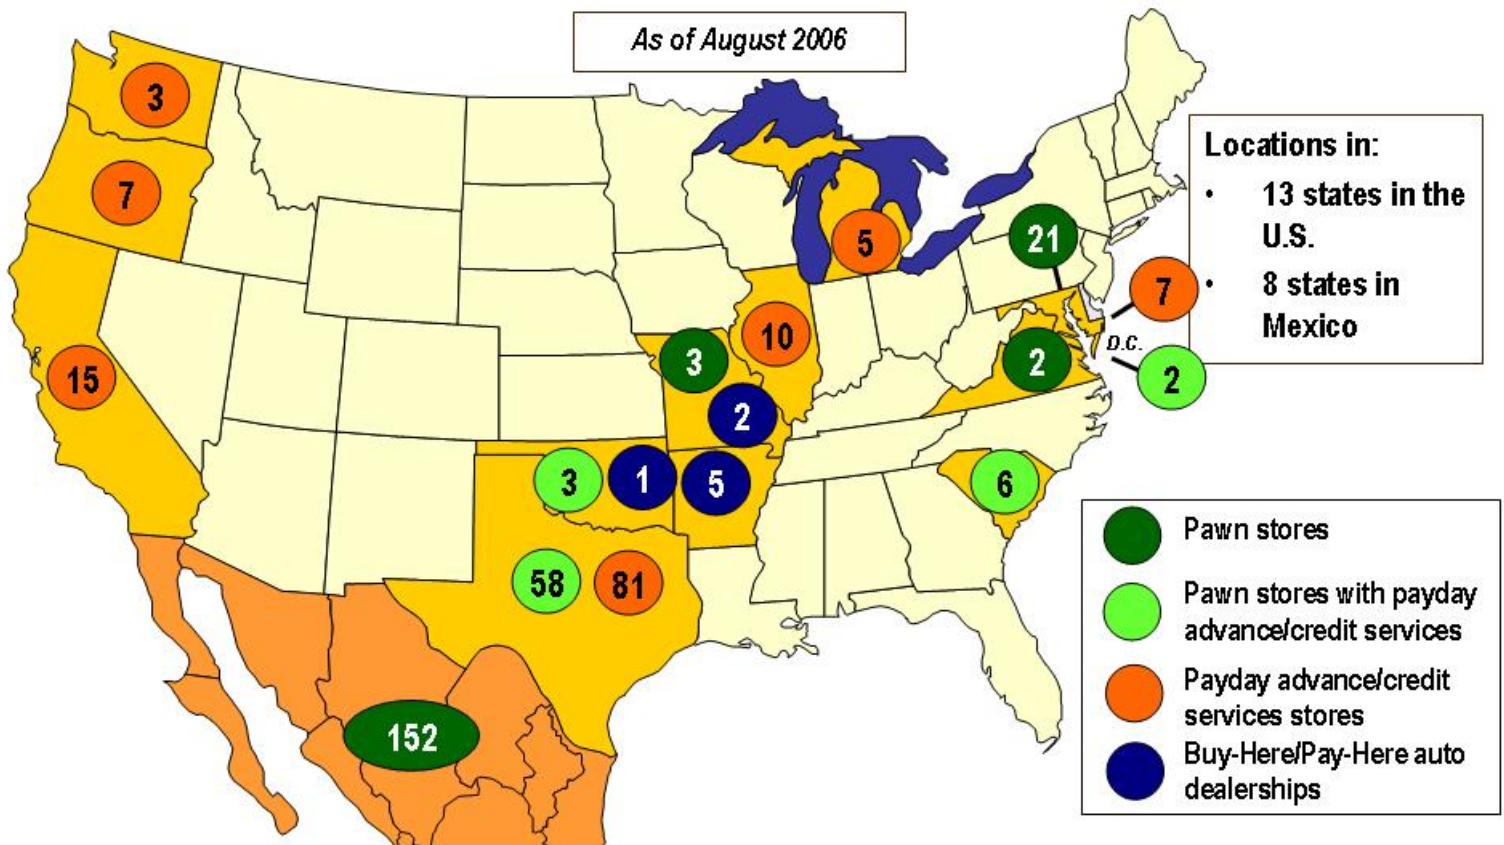 As of August 2006
3
7
15
5
10
21
7
D.C.
2
2
3
2
3
1
5
6
58
81
152
Locations in:
• 13 states in the
U.S.
• 8 states in
Mexico
Pawn stores
Pawn stores with payday
advance/credit services
Payday advance/credit
services stores
Buy-Here/Pay-Here auto
dealerships